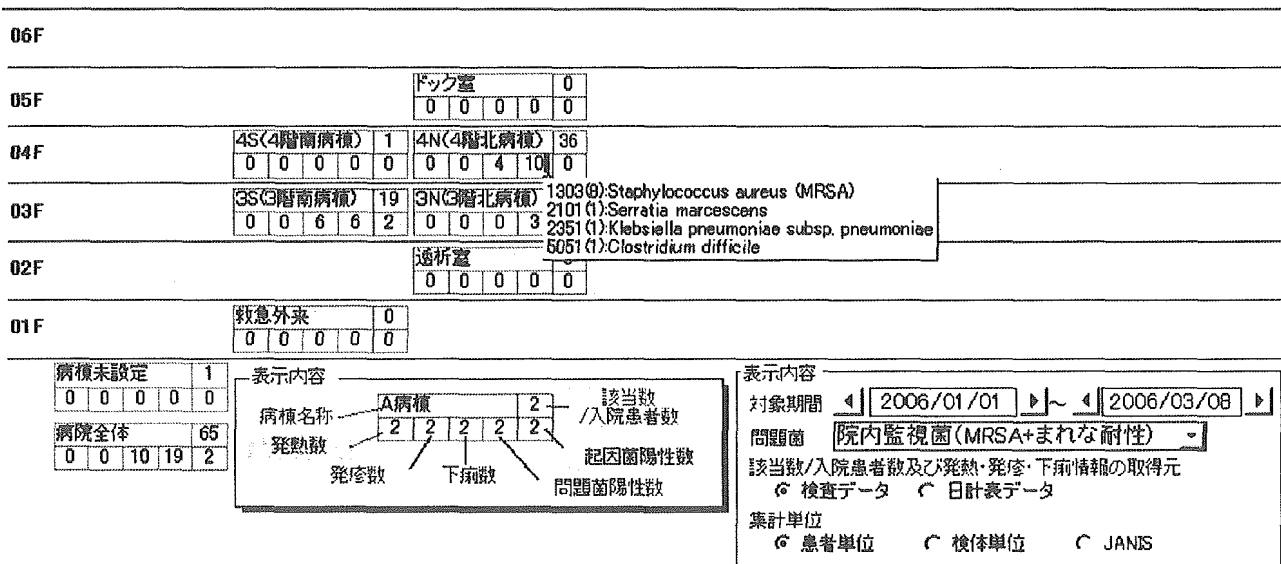 06F
05F
ドック室 0
0 0 0 0 0
04F
4S(4階南病棟) 1 4N(4階北病棟) 36
0 0 0 0 0 0 0 4 10 0
03F
3S(3階南病棟) 19 3N(3階北病棟)
0 0 6 6 2 0 0 0 3
1303(8):Staphylococcus aureus (MRSA)
2101(1):Serratia marcescens
2351(1):Klebsiella pneumoniae subsp. pneumoniae
5051(1):Clostridium difficile
02F
透析室
0 0 0 0 0
01F
救急外来 0
0 0 0 0 0
病棟未設定 1
0 0 0 0 0
病院全体 65
0 0 10 19 2
表示内容
病棟名称
A病棟 2
2 2 2 2 2
該当数
/入院患者数
発熱数
発疹数
下痢数
問題菌陽性数
起因菌陽性数
表示内容
対象期間 2006/01/01 ～ 2006/03/08
問題菌 院内監視菌(MRSA+まれな耐性)
該当数/入院患者数及び発熱・発疹・下痢情報の取得元
検査データ 日計表データ
集計単位
患者単位 検体単位 JANIS